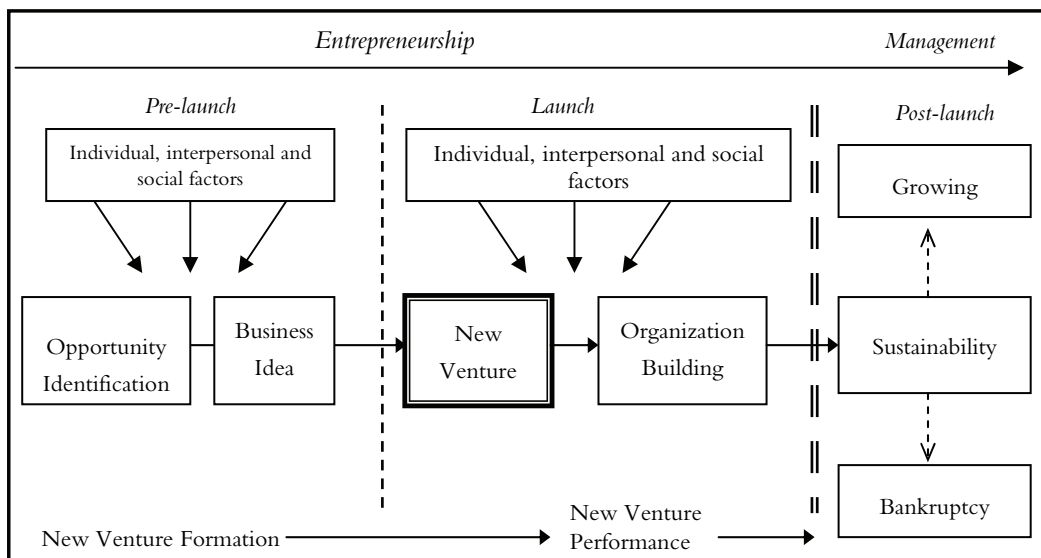 Entrepreneurship
Management
Pre-launch
Launch
Post-launch
Individual, interpersonal and
social factors
Individual, interpersonal and social
factors
Growing
Opportunity
Identification
Business
Idea
New
Venture
Organization
Building
Sustainability
Bankruptcy
New Venture Formation
New Venture
Performance